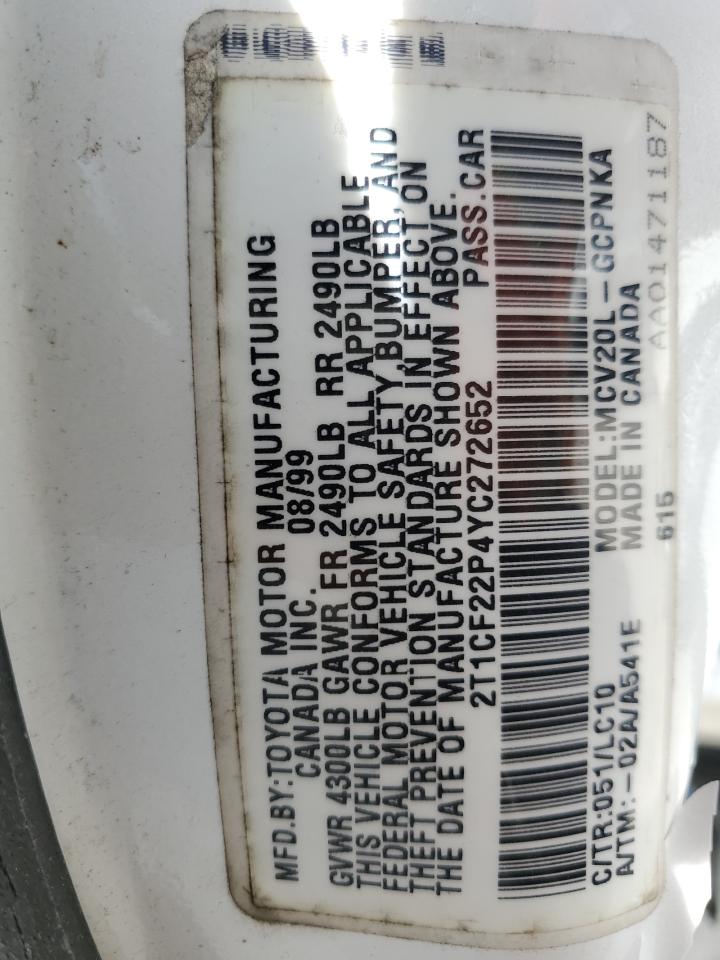 MFD.BY:TOYOTA MOTOR MANUFACTURING
CANADA INC. 08/99
GVWR 4300LB GAWR FR 2490LB RR 2490LB
THIS VEHICLE CONFORMS TO ALL APPLICABLE
FEDERAL MOTOR VEHICLE SAFETY,BUMPER,AND
THEFT PREVENTION STANDARDS IN EFFECT ON
THE DATE OF MANUFACTURE SHOWN ABOVE.
2T1CF22P4YC272652 PASS.CAR
C/TR:051/LC10 MODEL:MCV20L-GCPNKA
A/TM:-02A/A541E MADE IN CANADA
515 AA01471187